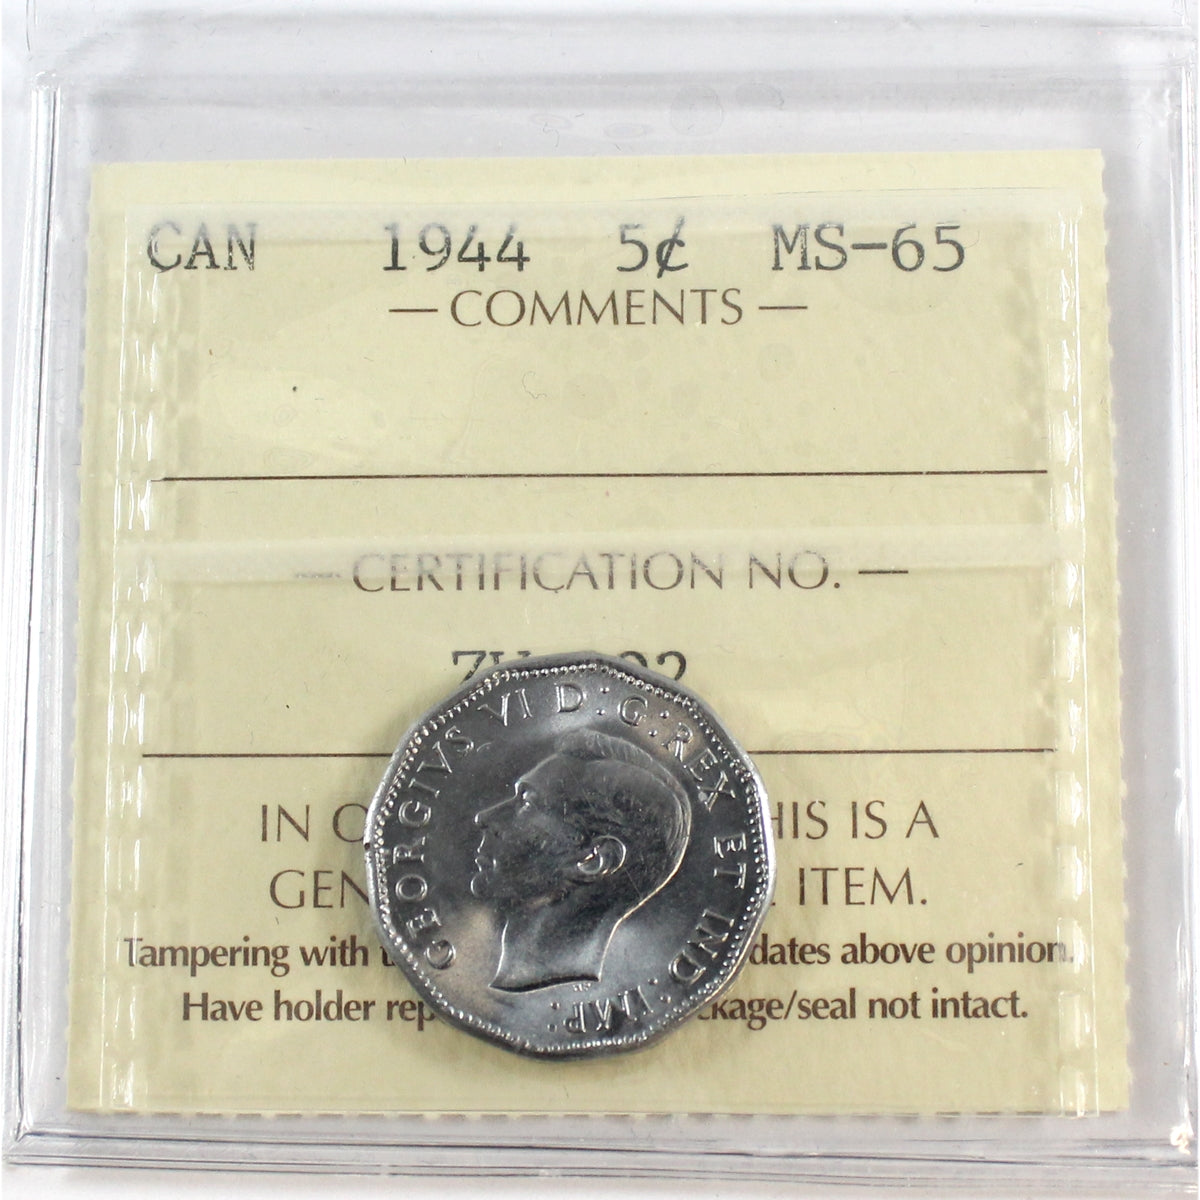 CAN 1944 5¢ MS-65
— COMMENTS —
— CERTIFICATION NO. —
IN HIS IS A
GEN ITEM.
Tampering with dates above opinion.
Have holder rep ckage/seal not intact.
GEORGIVS VI D:G:REX ET IND:IMP: